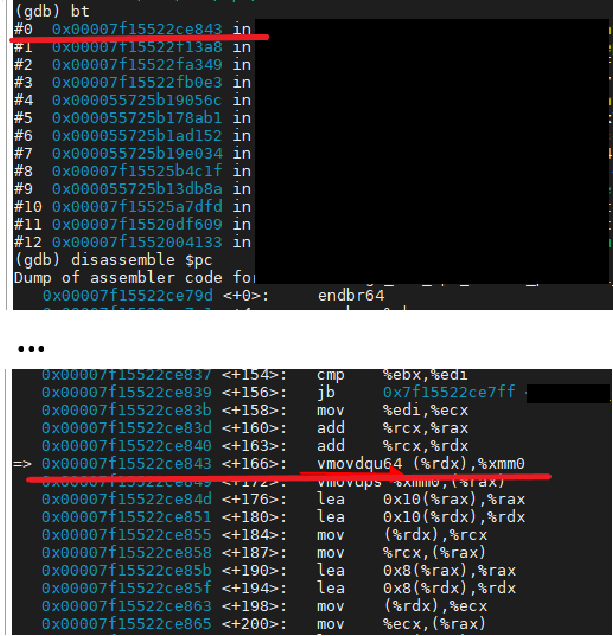 (gdb) bt
#0 0x00007f15522ce843 in
#1 0x00007f15522f13a8 in
#2 0x00007f15522fa349 in
#3 0x00007f15522fb0e3 in
#4 0x000055725b19056c in
#5 0x000055725b178ab1 in
#6 0x000055725b1ad152 in
#7 0x000055725b19e034 in
#8 0x00007f15525b4c1f in
#9 0x000055725b13db8a in
#10 0x00007f15525a7dfd in
#11 0x00007f15520df609 in
#12 0x00007f1552004133 in
(gdb) disassemble $pc
Dump of assembler code for
0x00007f15522ce79d <+0>: endbr64
...
0x00007f15522ce837 <+154>: cmp %ebx,%edi
0x00007f15522ce839 <+156>: jb 0x7f15522ce7ff
0x00007f15522ce83b <+158>: mov %edi,%ecx
0x00007f15522ce83d <+160>: add %rcx,%rax
0x00007f15522ce840 <+163>: add %rcx,%rdx
=> 0x00007f15522ce843 <+166>: vmovdqu64 (%rdx),%xmm0
0x00007f15522ce849 <+172>: vmovdps %xmm0,(%rax)
0x00007f15522ce84d <+176>: lea 0x10(%rax),%rax
0x00007f15522ce851 <+180>: lea 0x10(%rdx),%rdx
0x00007f15522ce855 <+184>: mov (%rdx),%rcx
0x00007f15522ce858 <+187>: mov %rcx,(%rax)
0x00007f15522ce85b <+190>: lea 0x8(%rax),%rax
0x00007f15522ce85f <+194>: lea 0x8(%rdx),%rdx
0x00007f15522ce863 <+198>: mov (%rdx),%ecx
0x00007f15522ce865 <+200>: mov %ecx,(%rax)